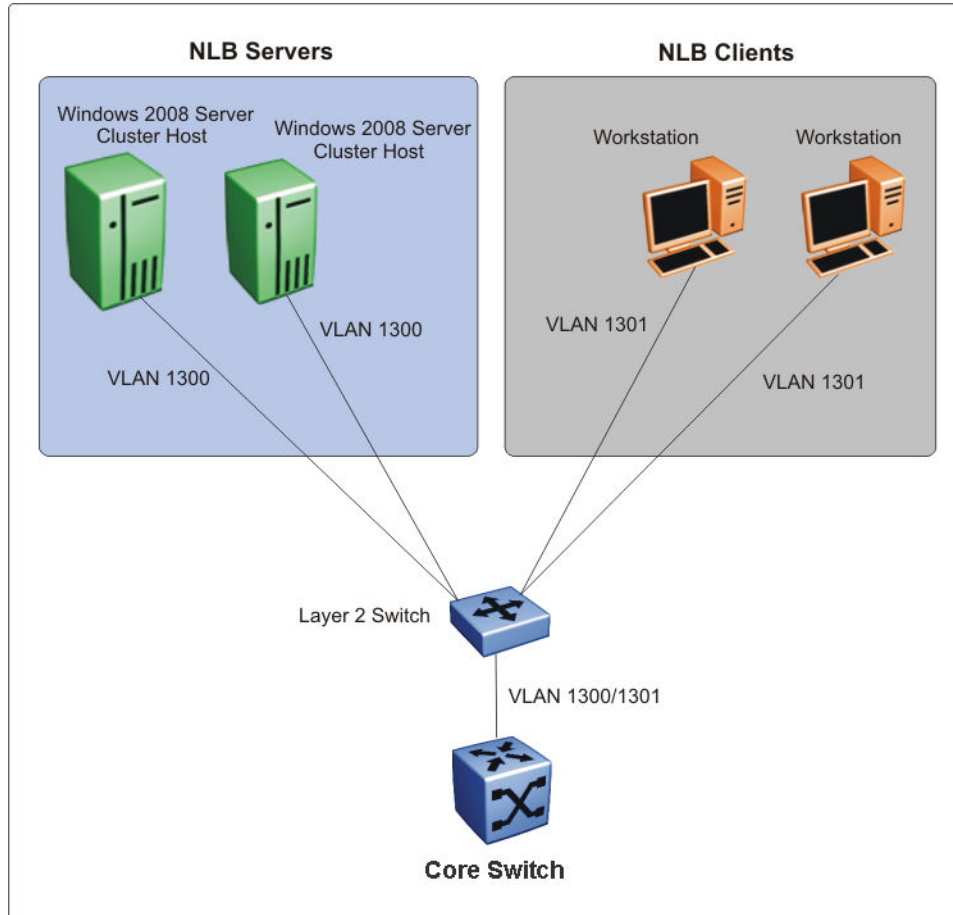 NLB Servers
NLB Clients
Windows 2008 Server
Cluster Host
Windows 2008 Server
Cluster Host
Workstation
Workstation
VLAN 1300
VLAN 1300
VLAN 1301
VLAN 1301
Layer 2 Switch
VLAN 1300/1301
Core Switch